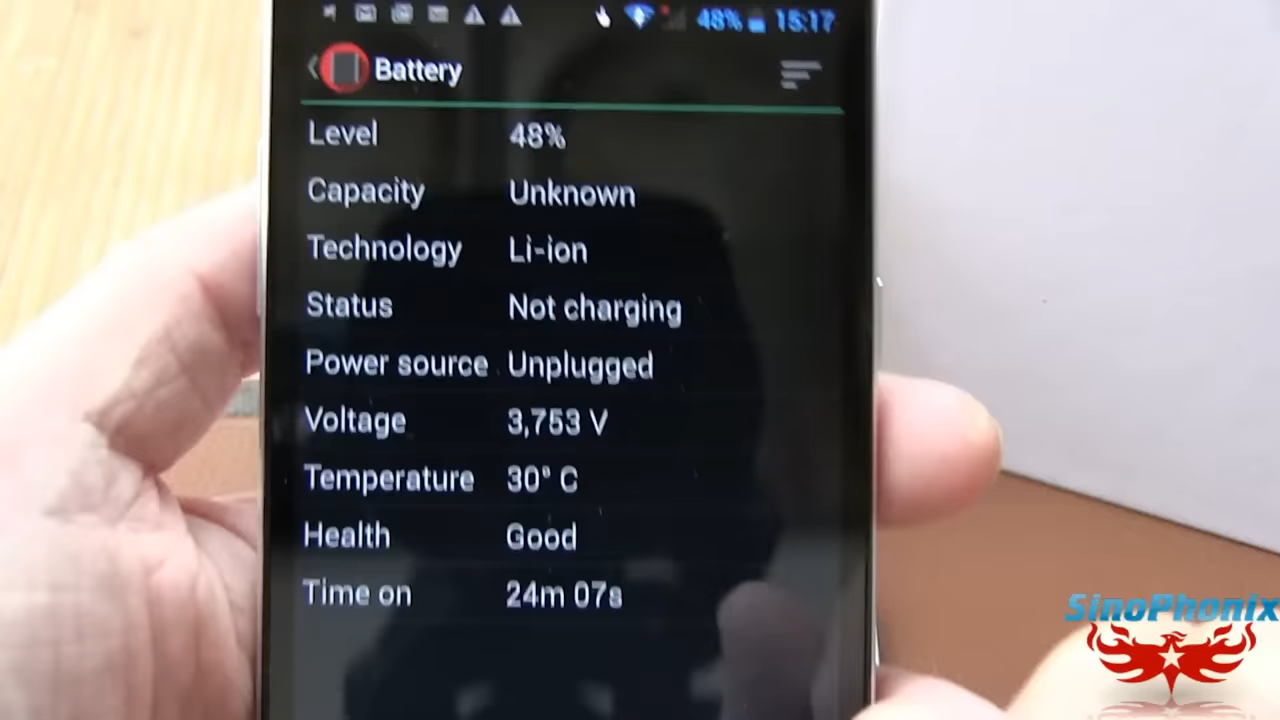 48% 15:17
Battery
Level 48%
Capacity Unknown
Technology Li-ion
Status Not charging
Power source Unplugged
Voltage 3,753 V
Temperature 30° C
Health Good
Time on 24m 07s
SinoPhonix